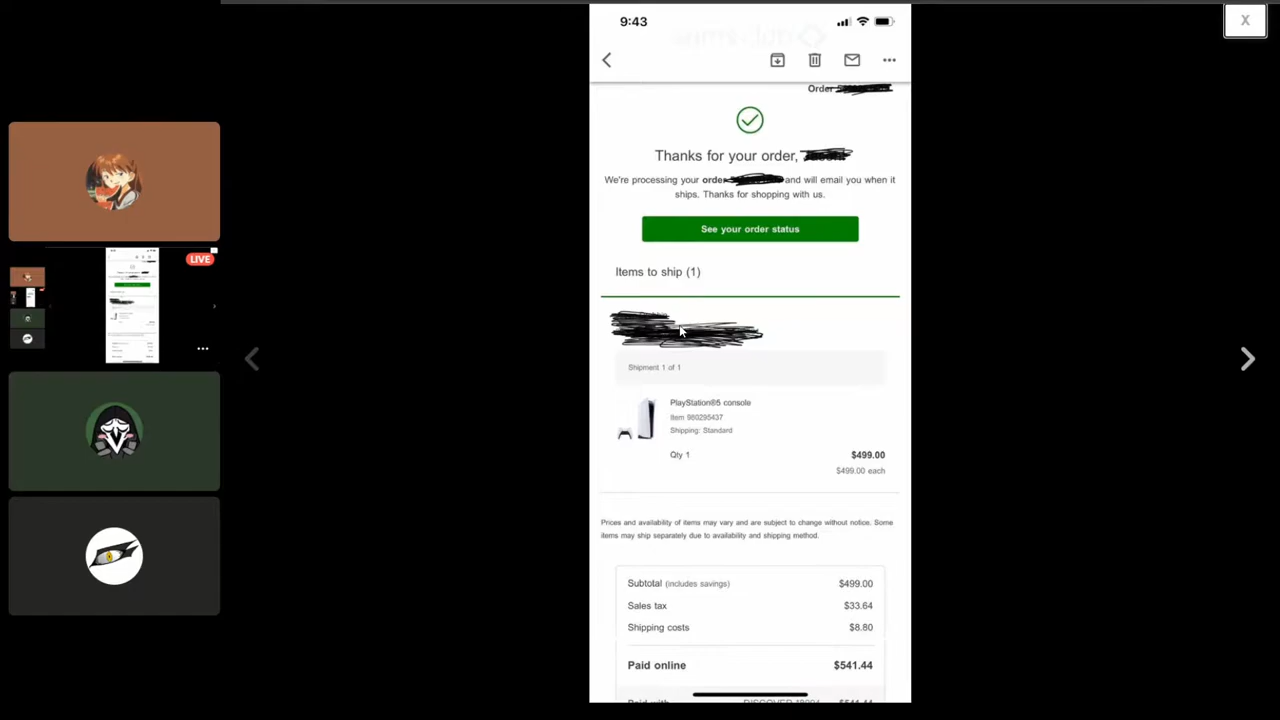 9:43
X
Order
Thanks for your order,
We're processing your order and will email you when it
ships. Thanks for shopping with us.
See your order status
Items to ship (1)
LIVE
Shipment 1 of 1
PlayStation®5 console
Item 980295437
Shipping: Standard
Qty 1 $499.00
$499.00 each
Prices and availability of items may vary and are subject to change without notice. Some
items may ship separately due to availability and shipping method.
Subtotal (includes savings) $499.00
Sales tax $33.64
Shipping costs $8.80
Paid online $541.44